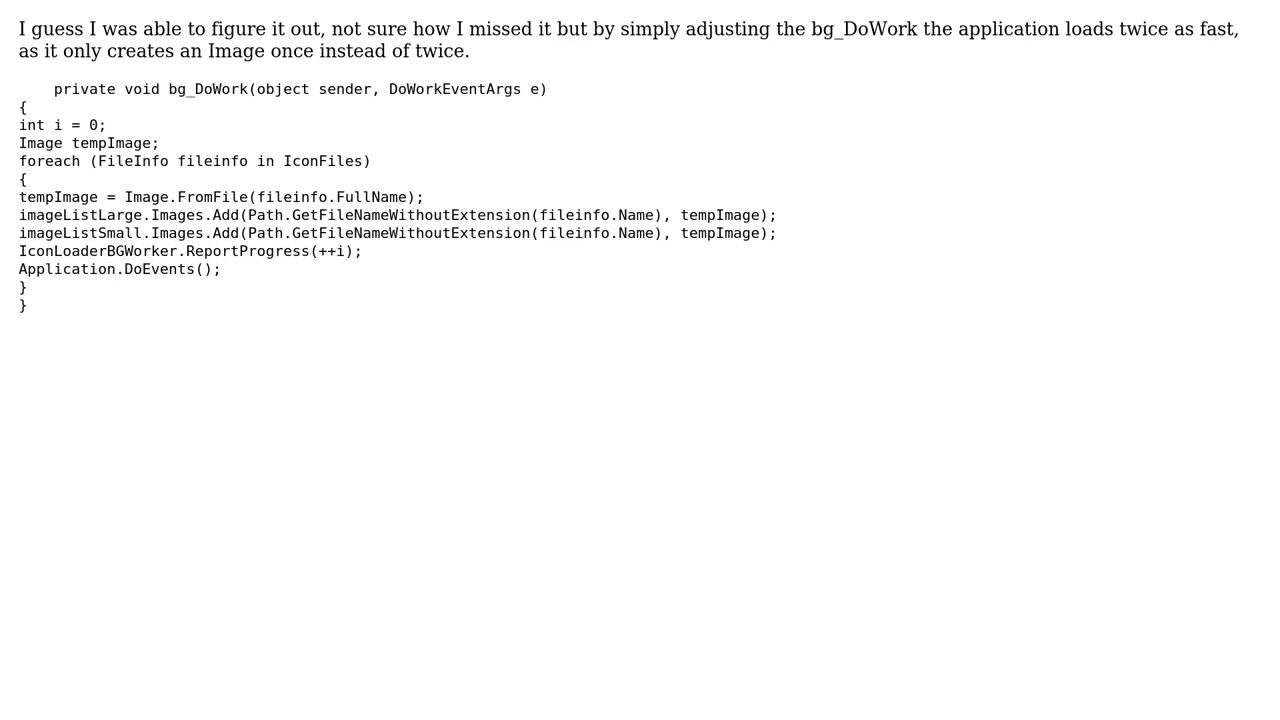 I guess I was able to figure it out, not sure how I missed it but by simply adjusting the bg_DoWork the application loads twice as fast,
as it only creates an Image once instead of twice.
    private void bg_DoWork(object sender, DoWorkEventArgs e)
{
int i = 0;
Image tempImage;
foreach (FileInfo fileinfo in IconFiles)
{
tempImage = Image.FromFile(fileinfo.FullName);
imageListLarge.Images.Add(Path.GetFileNameWithoutExtension(fileinfo.Name), tempImage);
imageListSmall.Images.Add(Path.GetFileNameWithoutExtension(fileinfo.Name), tempImage);
IconLoaderBGWorker.ReportProgress(++i);
Application.DoEvents();
}
}